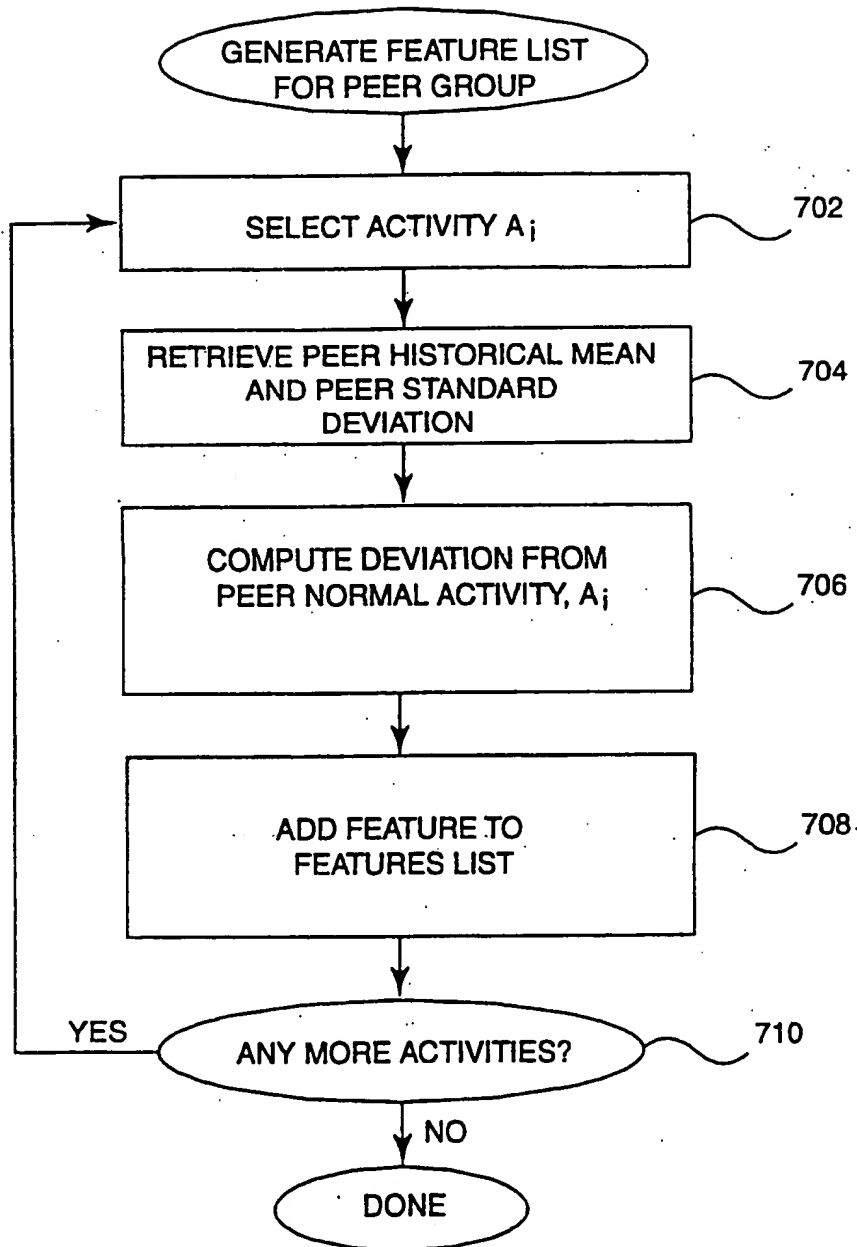 GENERATE FEATURE LIST
FOR PEER GROUP
SELECT ACTIVITY Ai
702
RETRIEVE PEER HISTORICAL MEAN
AND PEER STANDARD
DEVIATION
704
COMPUTE DEVIATION FROM
PEER NORMAL ACTIVITY, Ai
706
ADD FEATURE TO
FEATURES LIST
708
YES
ANY MORE ACTIVITIES?
710
NO
DONE